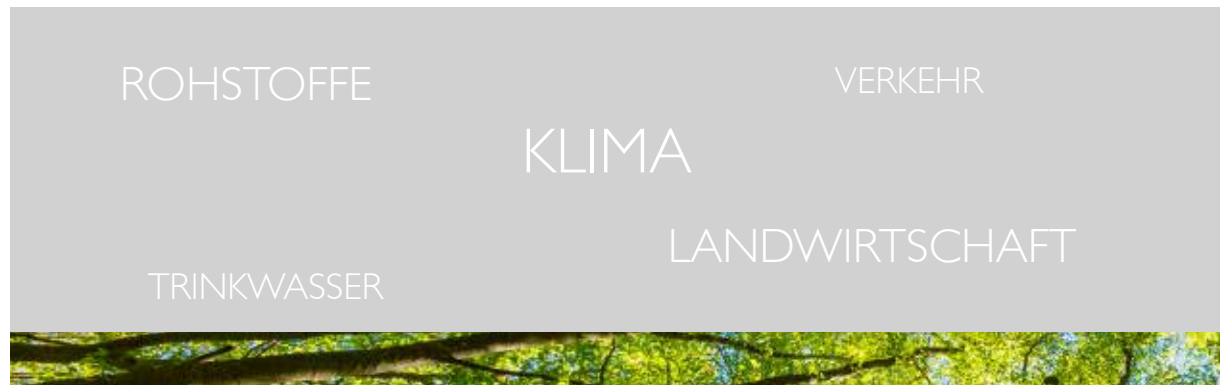 ROHSTOFFE
VERKEHR
KLIMA
LANDWIRTSCHAFT
TRINKWASSER